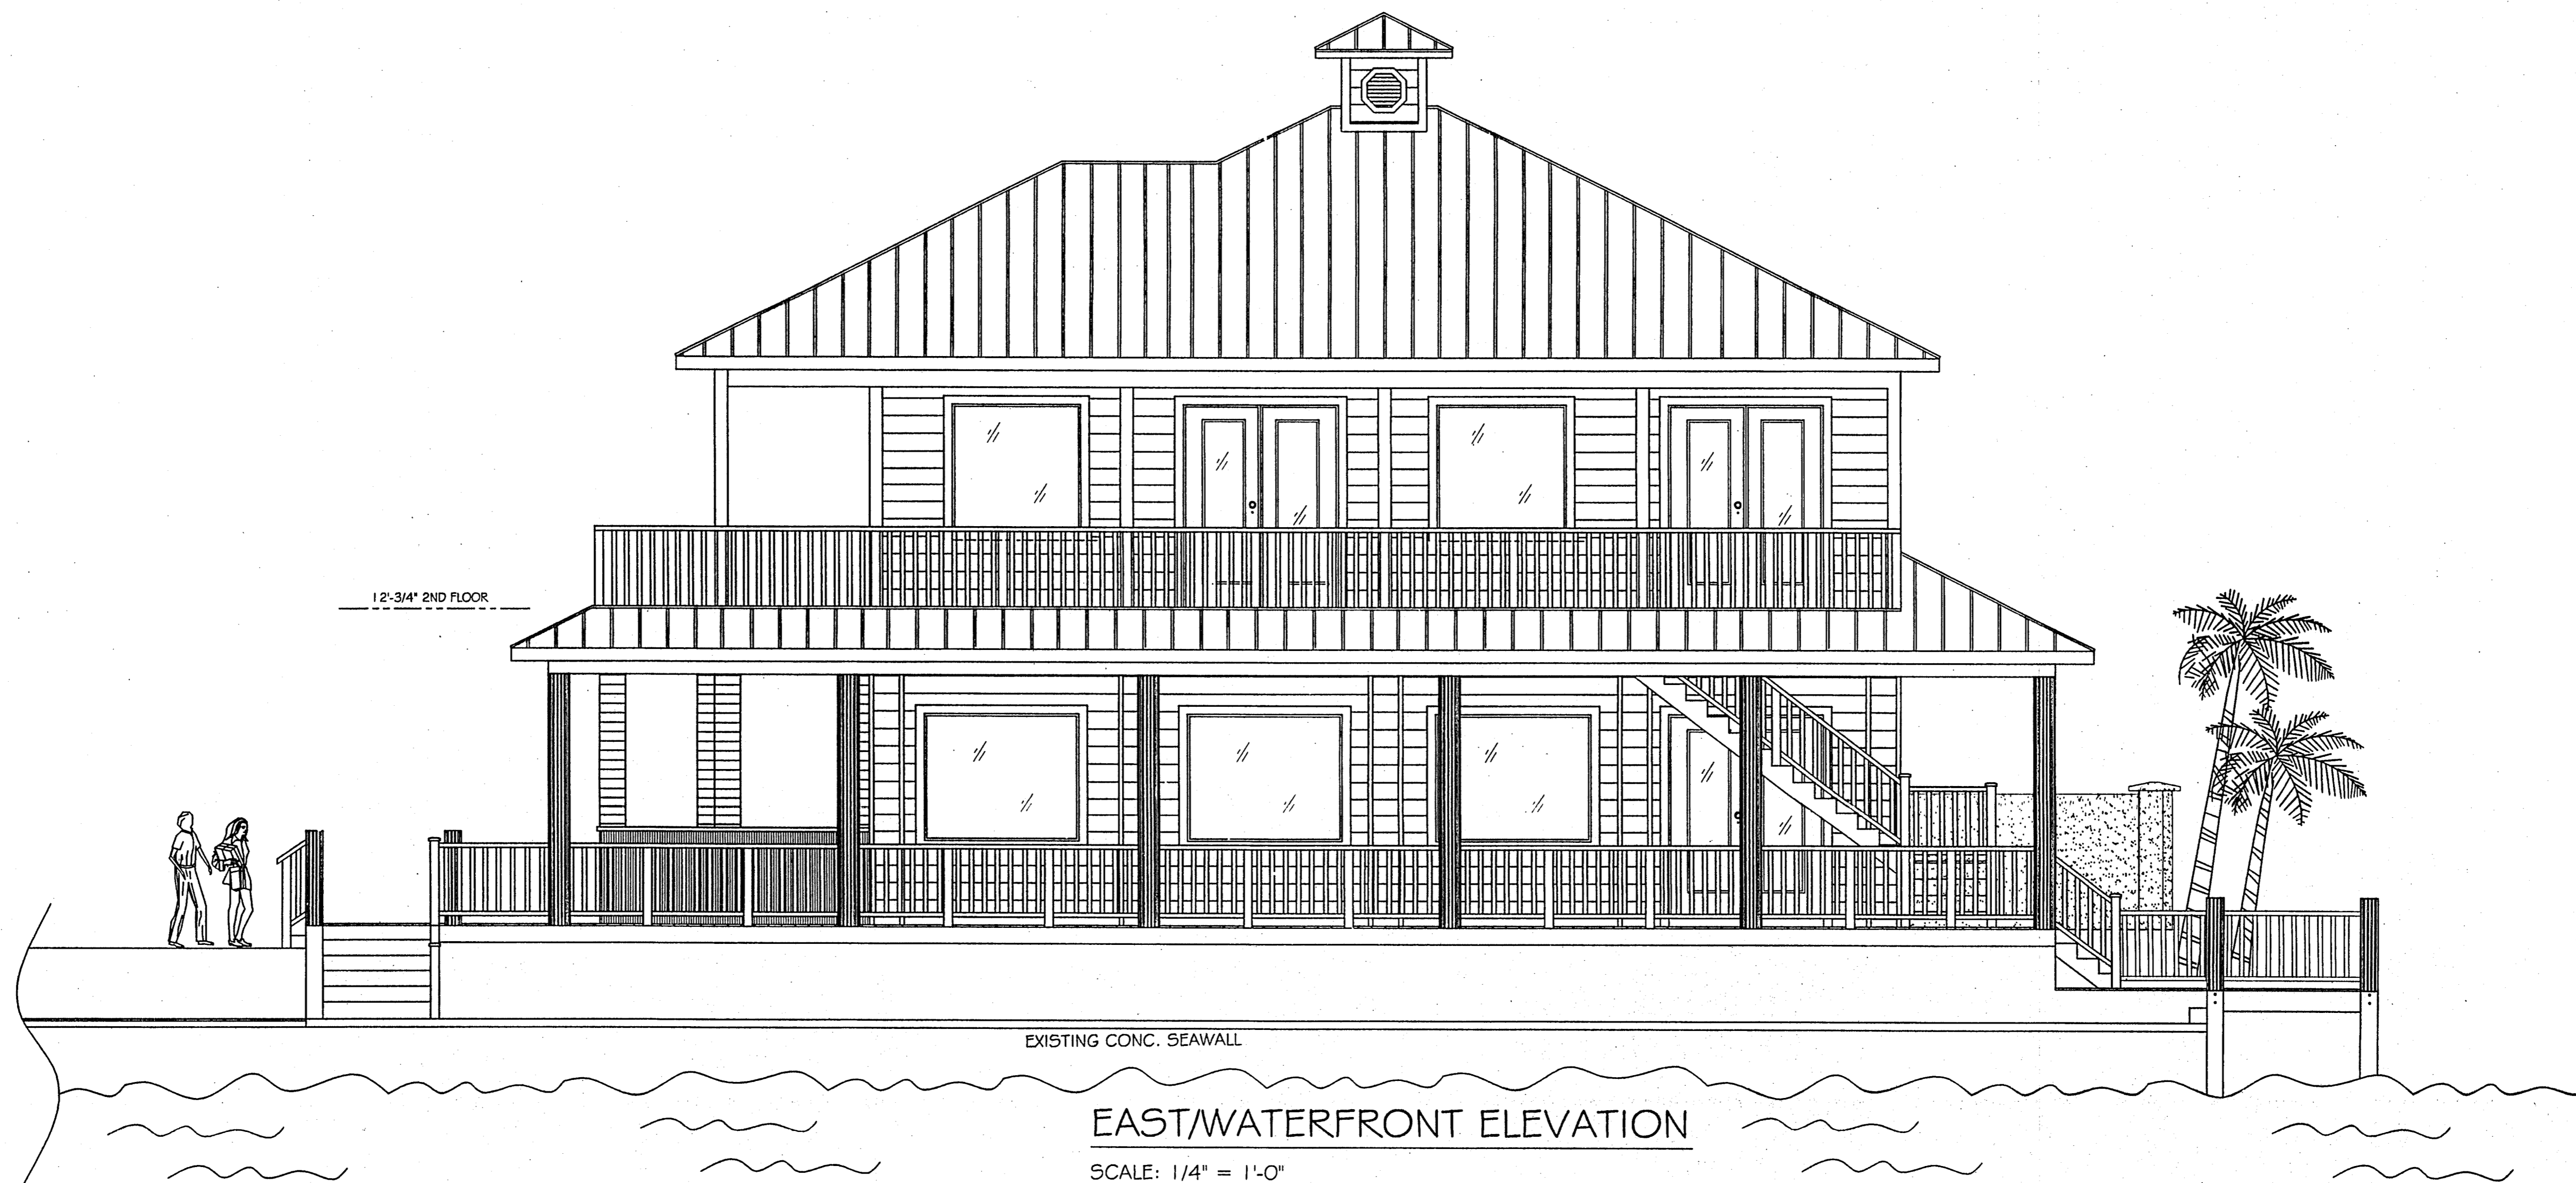 12'-3/4" 2ND FLOOR
EXISTING CONC. SEAWALL
EAST/WATERFRONT ELEVATION
SCALE: 1/4" = 1'-0"